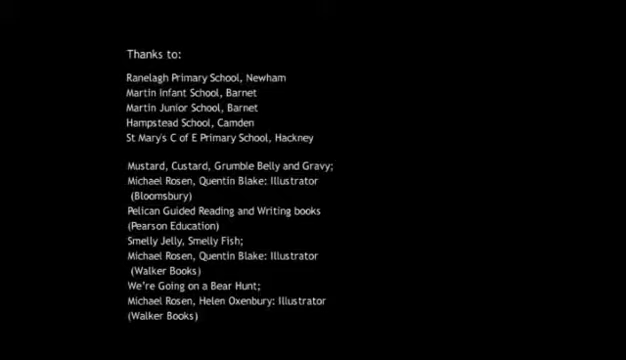 Thanks to:
Ranelagh Primary School, Newham
Martin Infant School, Barnet
Martin Junior School, Barnet
Hampstead School, Camden
St Mary's C of E Primary School, Hackney
Mustard, Custard, Grumble Belly and Gravy;
Michael Rosen, Quentin Blake: Illustrator
(Bloomsbury)
Pelican Guided Reading and Writing books
(Pearson Education)
Smelly Jelly, Smelly Fish;
Michael Rosen, Quentin Blake: Illustrator
(Walker Books)
We're Going on a Bear Hunt;
Michael Rosen, Helen Oxenbury: Illustrator
(Walker Books)